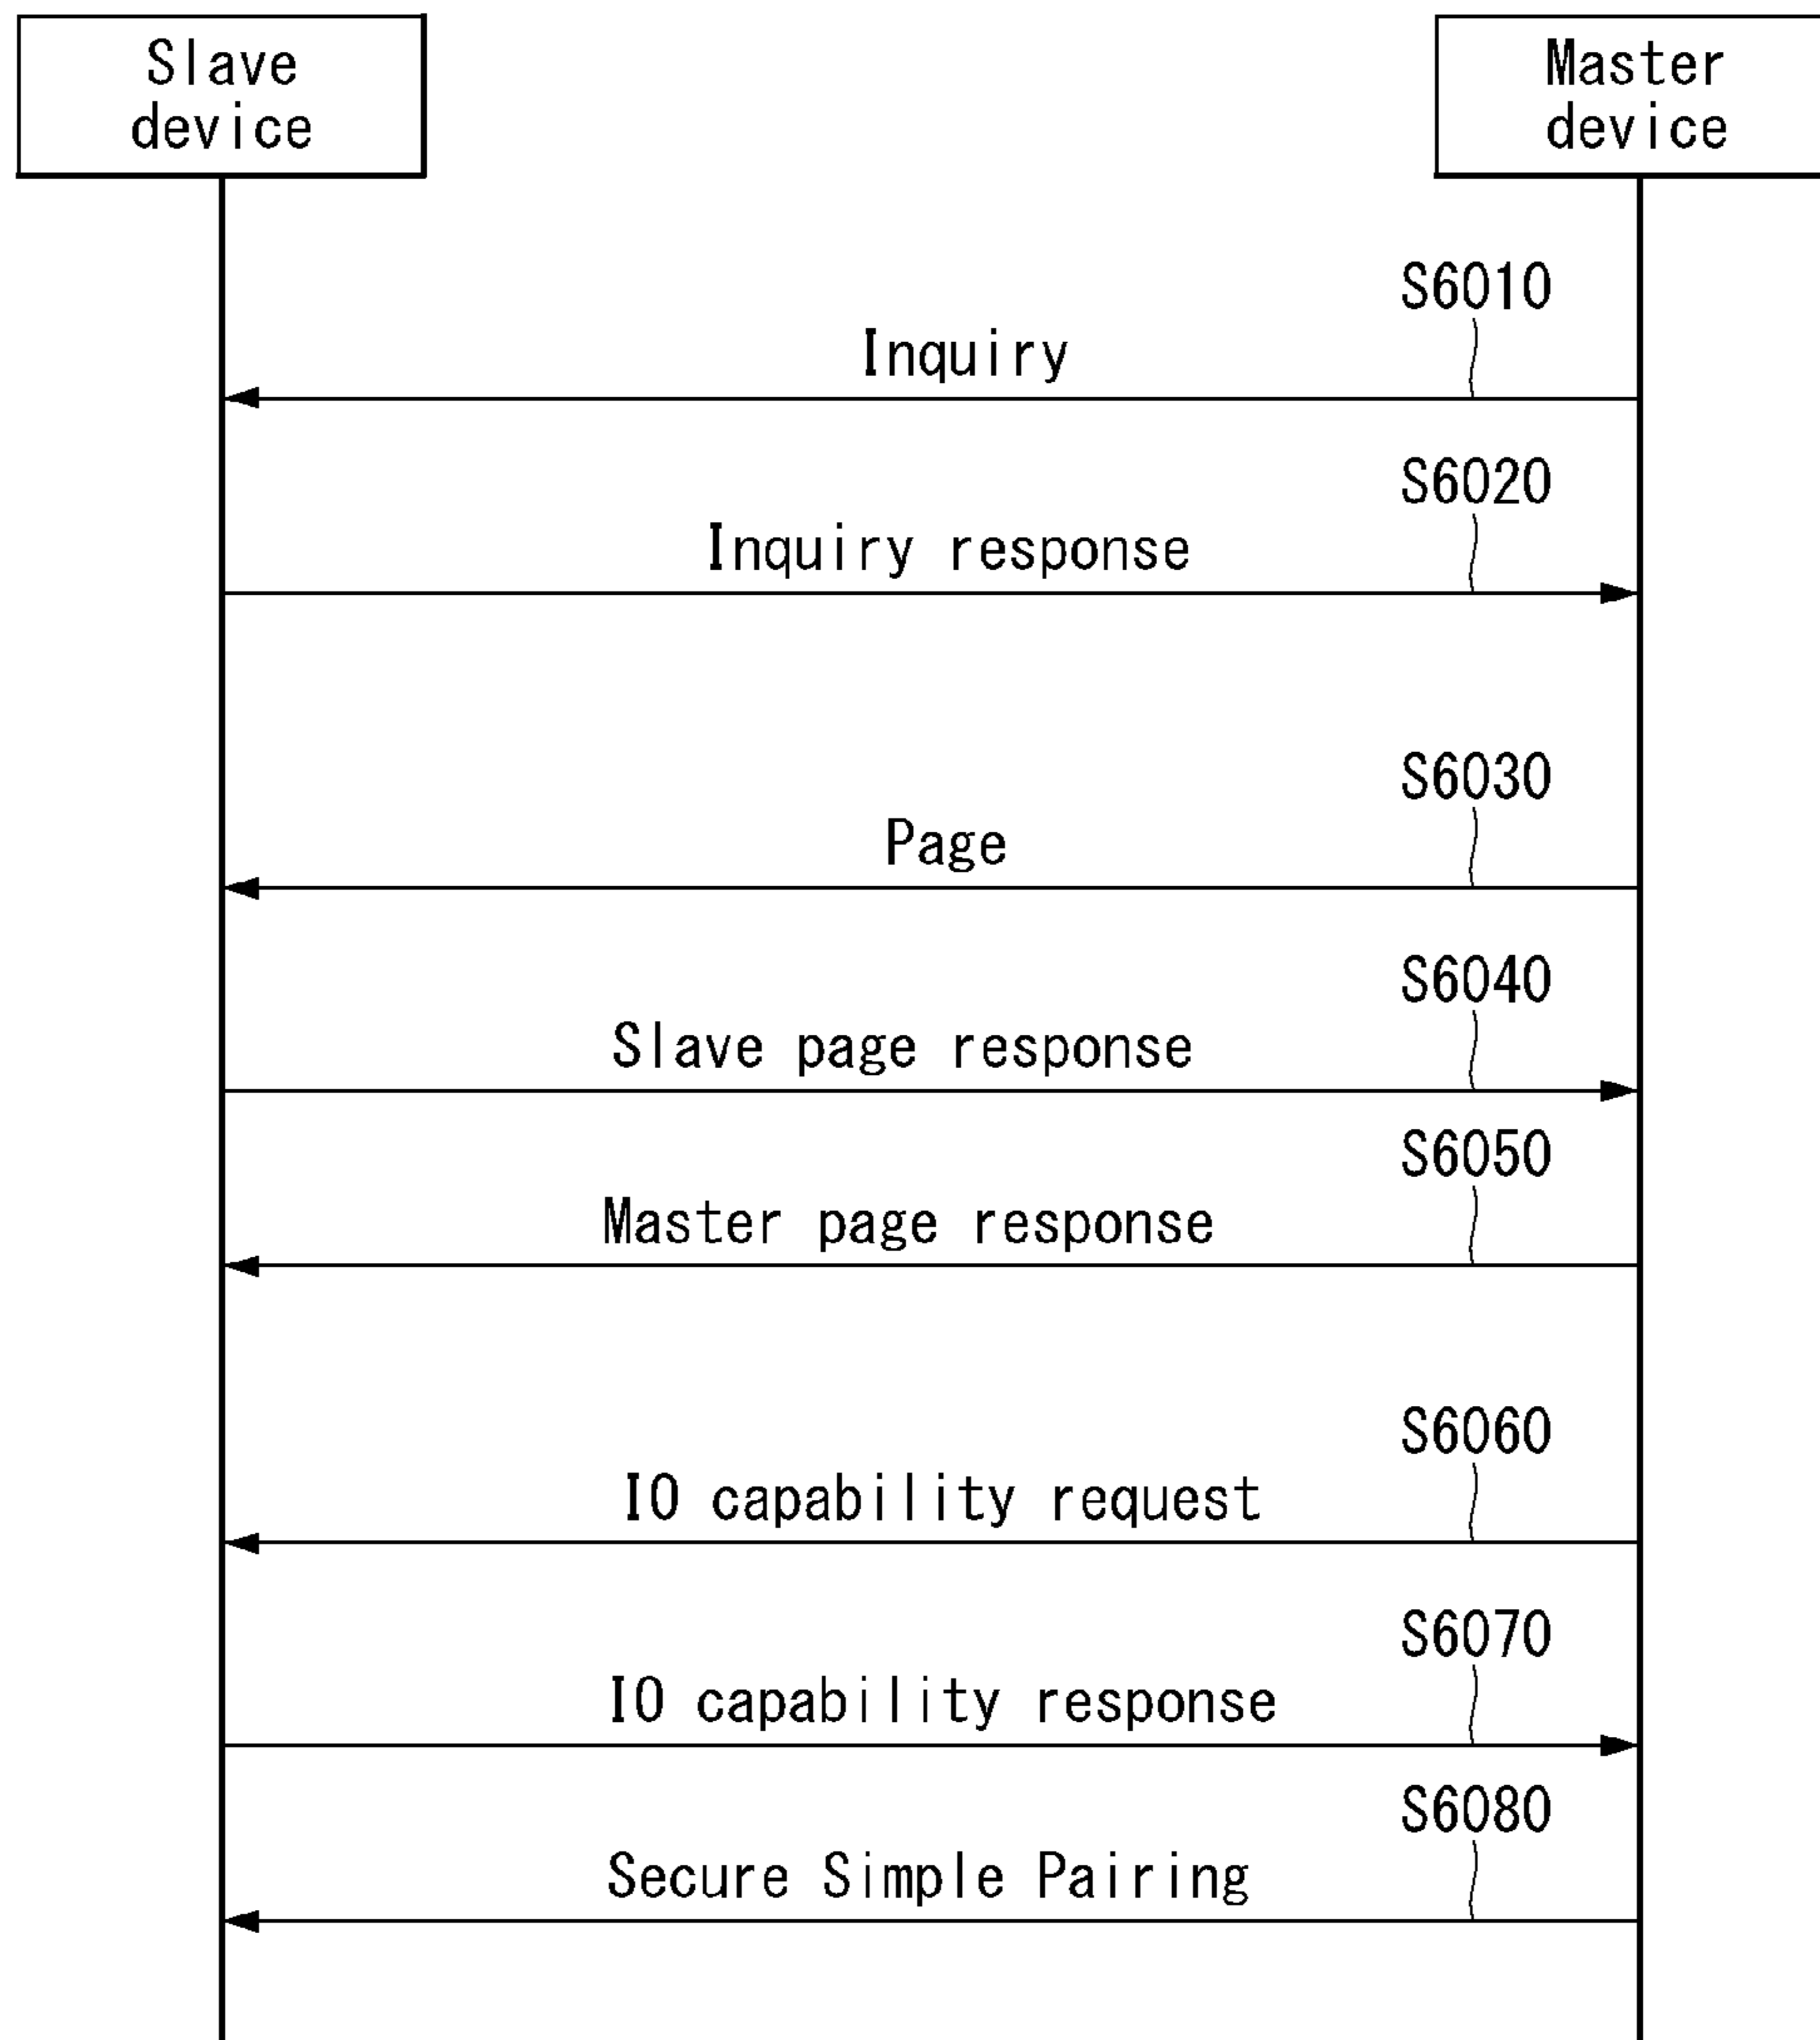 Slave
device
Master
device
S6010
Inquiry
S6020
Inquiry response
S6030
Page
S6040
Slave page response
S6050
Master page response
S6060
IO capability request
S6070
IO capability response
S6080
Secure Simple Pairing